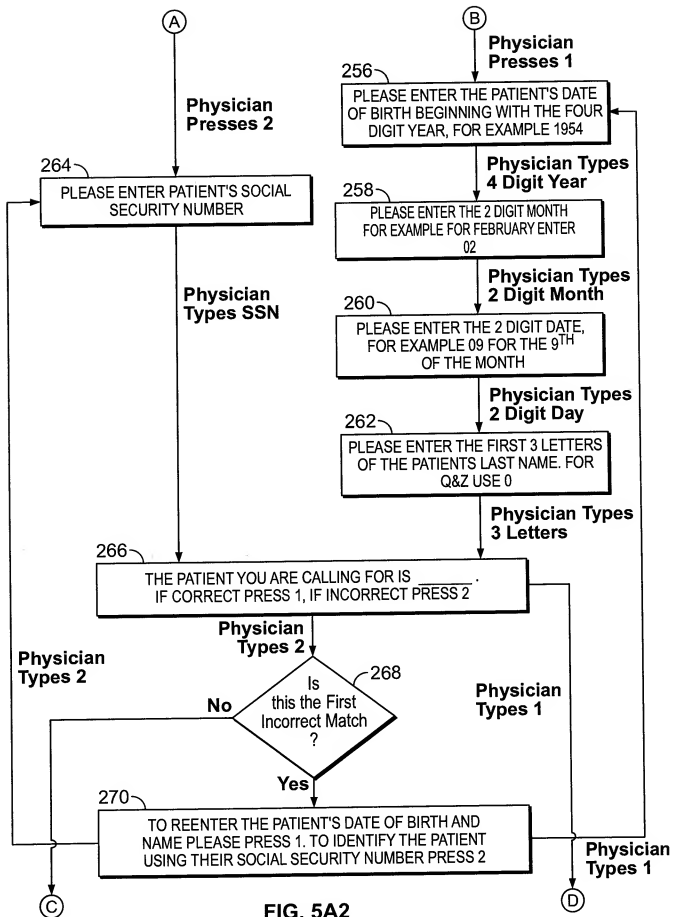 A
B
Physician
Presses 1
256
PLEASE ENTER THE PATIENT'S DATE
OF BIRTH BEGINNING WITH THE FOUR
DIGIT YEAR, FOR EXAMPLE 1954
Physician
Presses 2
Physician Types
4 Digit Year
264
PLEASE ENTER PATIENT'S SOCIAL
SECURITY NUMBER
258
PLEASE ENTER THE 2 DIGIT MONTH
FOR EXAMPLE FOR FEBRUARY ENTER
02
Physician Types
2 Digit Month
Physician
Types SSN
260
PLEASE ENTER THE 2 DIGIT DATE,
FOR EXAMPLE 09 FOR THE 9TH
OF THE MONTH
Physician Types
2 Digit Day
262
PLEASE ENTER THE FIRST 3 LETTERS
OF THE PATIENTS LAST NAME. FOR
Q&Z USE 0
Physician Types
3 Letters
266
THE PATIENT YOU ARE CALLING FOR IS ______ .
IF CORRECT PRESS 1, IF INCORRECT PRESS 2
Physician
Types 2
Physician
Types 2
268
Is
this the First
Incorrect Match
?
No
Physician
Types 1
Yes
270
TO REENTER THE PATIENT'S DATE OF BIRTH AND
NAME PLEASE PRESS 1. TO IDENTIFY THE PATIENT
USING THEIR SOCIAL SECURITY NUMBER PRESS 2
Physician
Types 1
C
D
FIG. 5A2